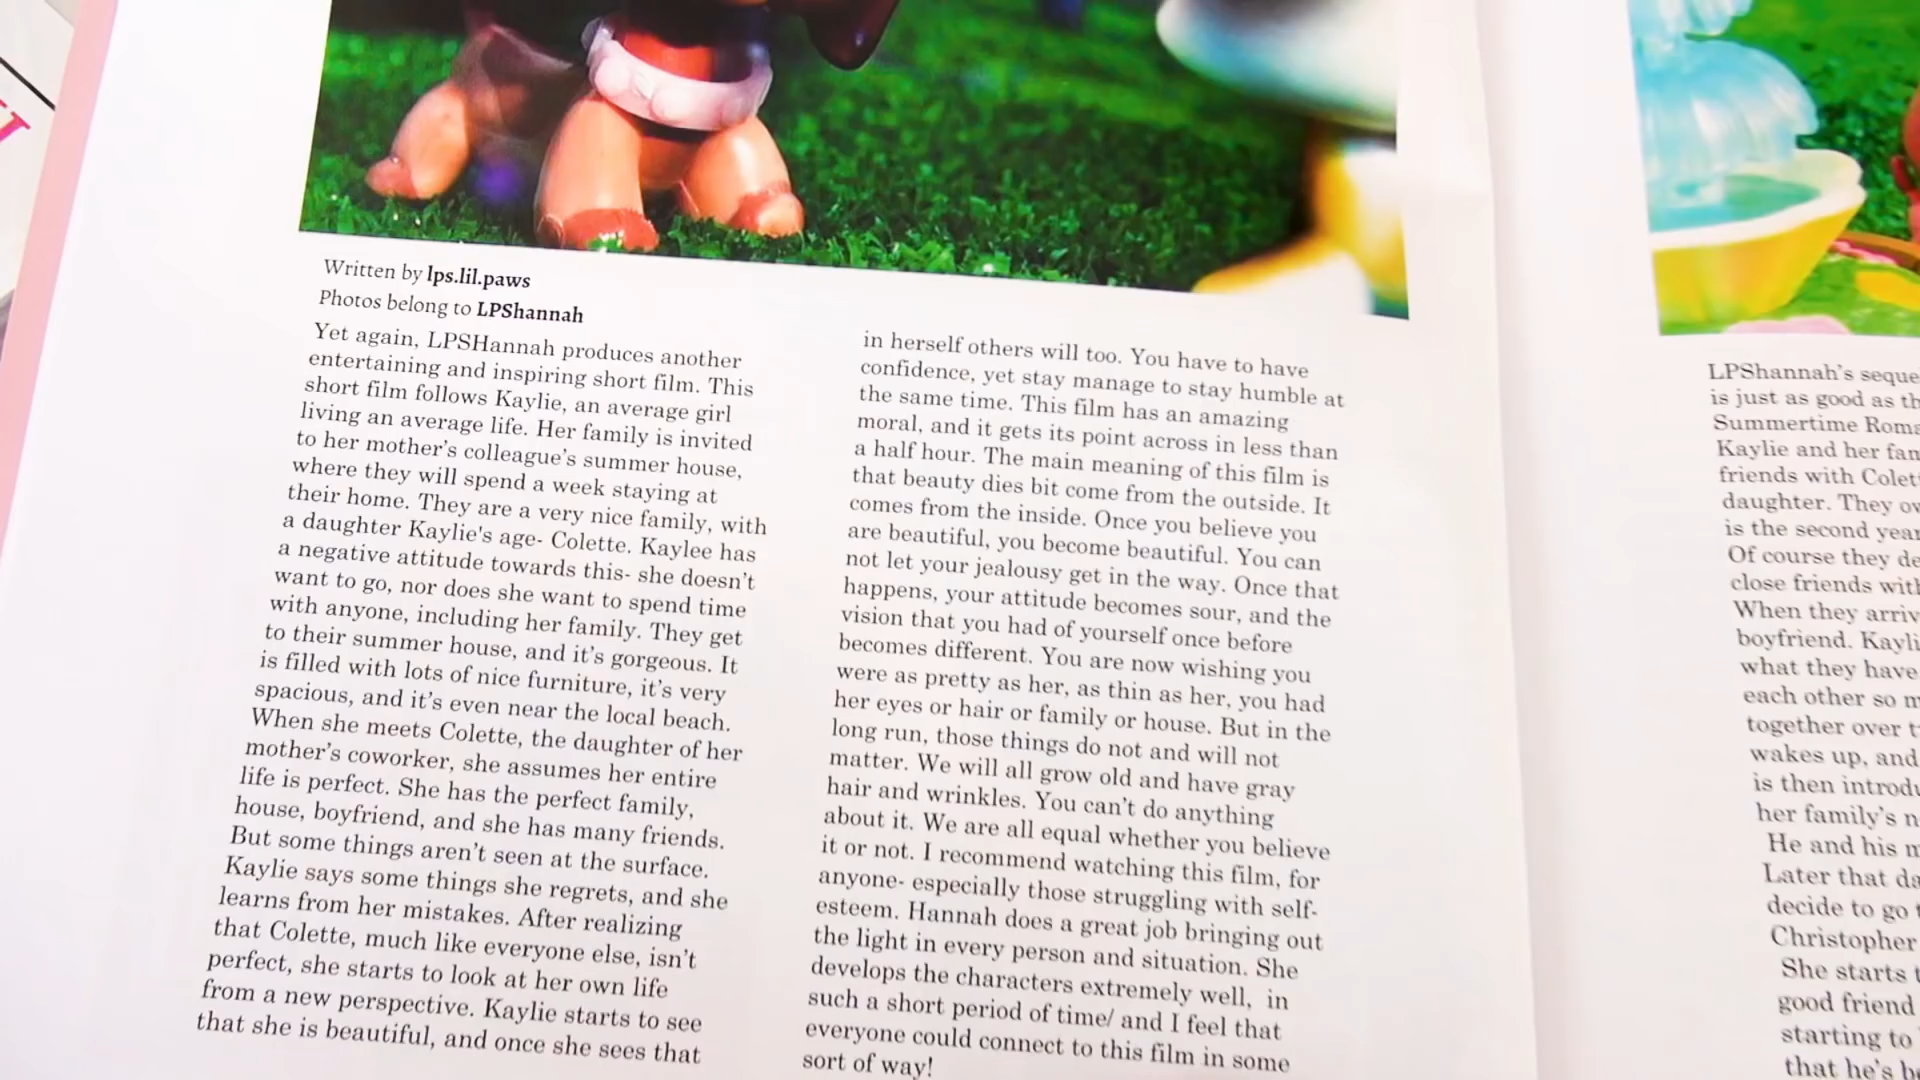 Written by lps.lil.paws
Photos belong to LPShannah
Yet again, LPSHannah produces another
entertaining and inspiring short film. This
short film follows Kaylie, an average girl
living an average life. Her family is invited
to her mother's colleague's summer house,
where they will spend a week staying at
their home. They are a very nice family, with
a daughter Kaylie's age- Colette. Kaylee has
a negative attitude towards this- she doesn't
want to go, nor does she want to spend time
with anyone, including her family. They get
to their summer house, and it's gorgeous. It
is filled with lots of nice furniture, it's very
spacious, and it's even near the local beach.
When she meets Colette, the daughter of her
mother's coworker, she assumes her entire
life is perfect. She has the perfect family,
house, boyfriend, and she has many friends.
But some things aren't seen at the surface.
Kaylie says some things she regrets, and she
learns from her mistakes. After realizing
that Colette, much like everyone else, isn't
perfect, she starts to look at her own life
from a new perspective. Kaylie starts to see
that she is beautiful, and once she sees that
in herself others will too. You have to have
confidence, yet stay manage to stay humble at
the same time. This film has an amazing
moral, and it gets its point across in less than
a half hour. The main meaning of this film is
that beauty dies bit come from the outside. It
comes from the inside. Once you believe you
are beautiful, you become beautiful. You can
not let your jealousy get in the way. Once that
happens, your attitude becomes sour, and the
vision that you had of yourself once before
becomes different. You are now wishing you
were as pretty as her, as thin as her, you had
her eyes or hair or family or house. But in the
long run, those things do not and will not
matter. We will all grow old and have gray
hair and wrinkles. You can't do anything
about it. We are all equal whether you believe
it or not. I recommend watching this film, for
anyone- especially those struggling with self-
esteem. Hannah does a great job bringing out
the light in every person and situation. She
develops the characters extremely well, in
such a short period of time/ and I feel that
everyone could connect to this film in some
sort of way!
LPShannah's seque
is just as good as th
Summertime Roma
Kaylie and her fam
friends with Colet
daughter. They ow
is the second year
Of course they de
close friends with
When they arriv
boyfriend. Kayli
what they have
each other so m
together over t
wakes up, and
is then introdu
her family's n
He and his m
Later that da
decide to go t
Christopher
She starts t
good friend
starting to
that he's be